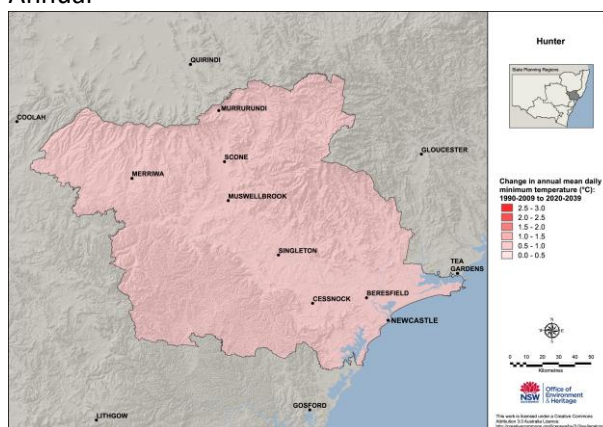 Annual
Hunter
State Planning Regions
QUIRINDI
COOLAH
MURRURUNDI
GLOUCESTER
SCONE
MERRIWA
MUSWELLBROOK
SINGLETON
TEA
GARDENS
CESSNOCK
BERESFIELD
NEWCASTLE
GOSFORD
LITHGOW
Change in annual mean daily
minimum temperature (°C):
1990-2009 to 2020-2039
2.5 - 3.0
2.0 - 2.5
1.5 - 2.0
1.0 - 1.5
0.5 - 1.0
0.0 - 0.5
0 10 20 30 40 50
Kilometres
NSW
GOVERNMENT
Office of
Environment
& Heritage
This work is licensed under a Creative Commons
Attribution 3.0 Australia Licence